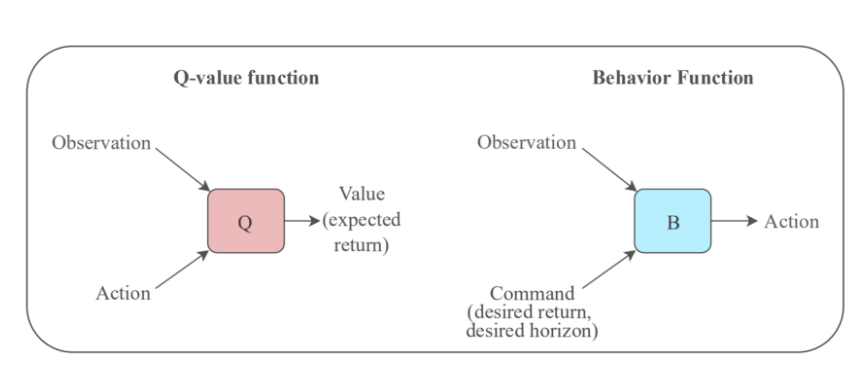 Q-value function
Observation
Action
Q
Value
(expected
return)
Behavior Function
Observation
Command
(desired return,
desired horizon)
B
Action